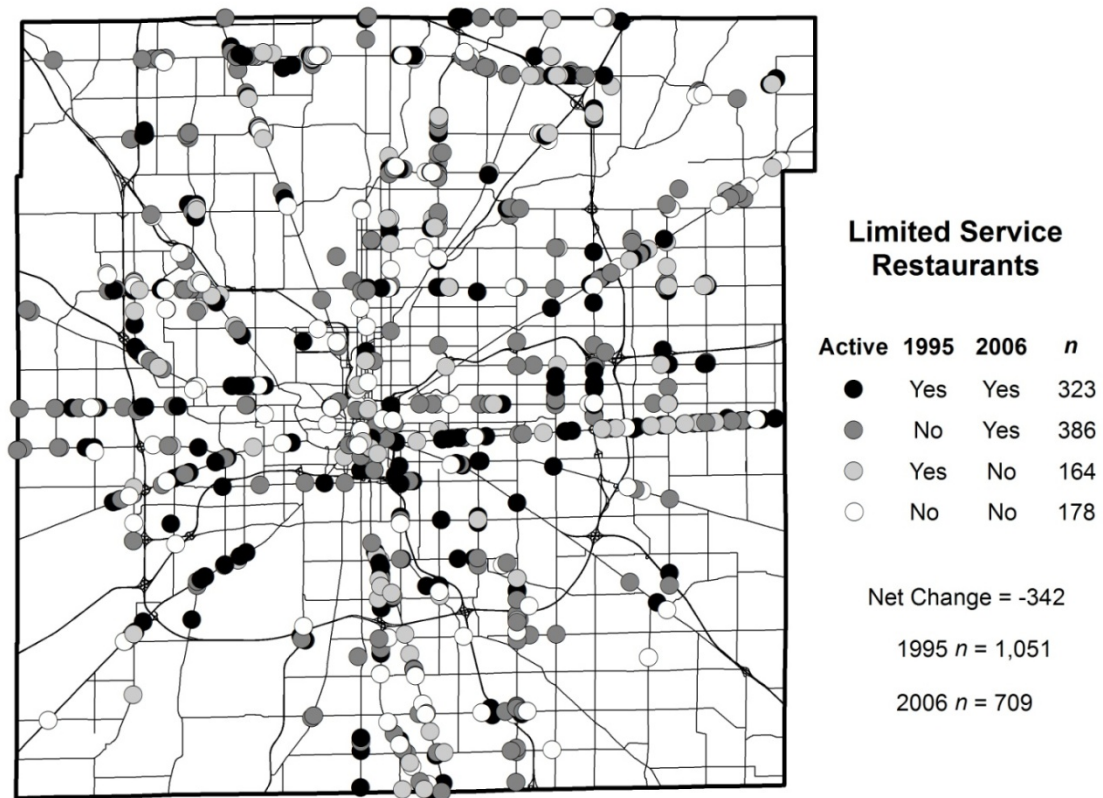 Limited Service
Restaurants
Active 1995 2006 n
Yes Yes 323
No Yes 386
Yes No 164
No No 178
Net Change = -342
1995 n = 1,051
2006 n = 709